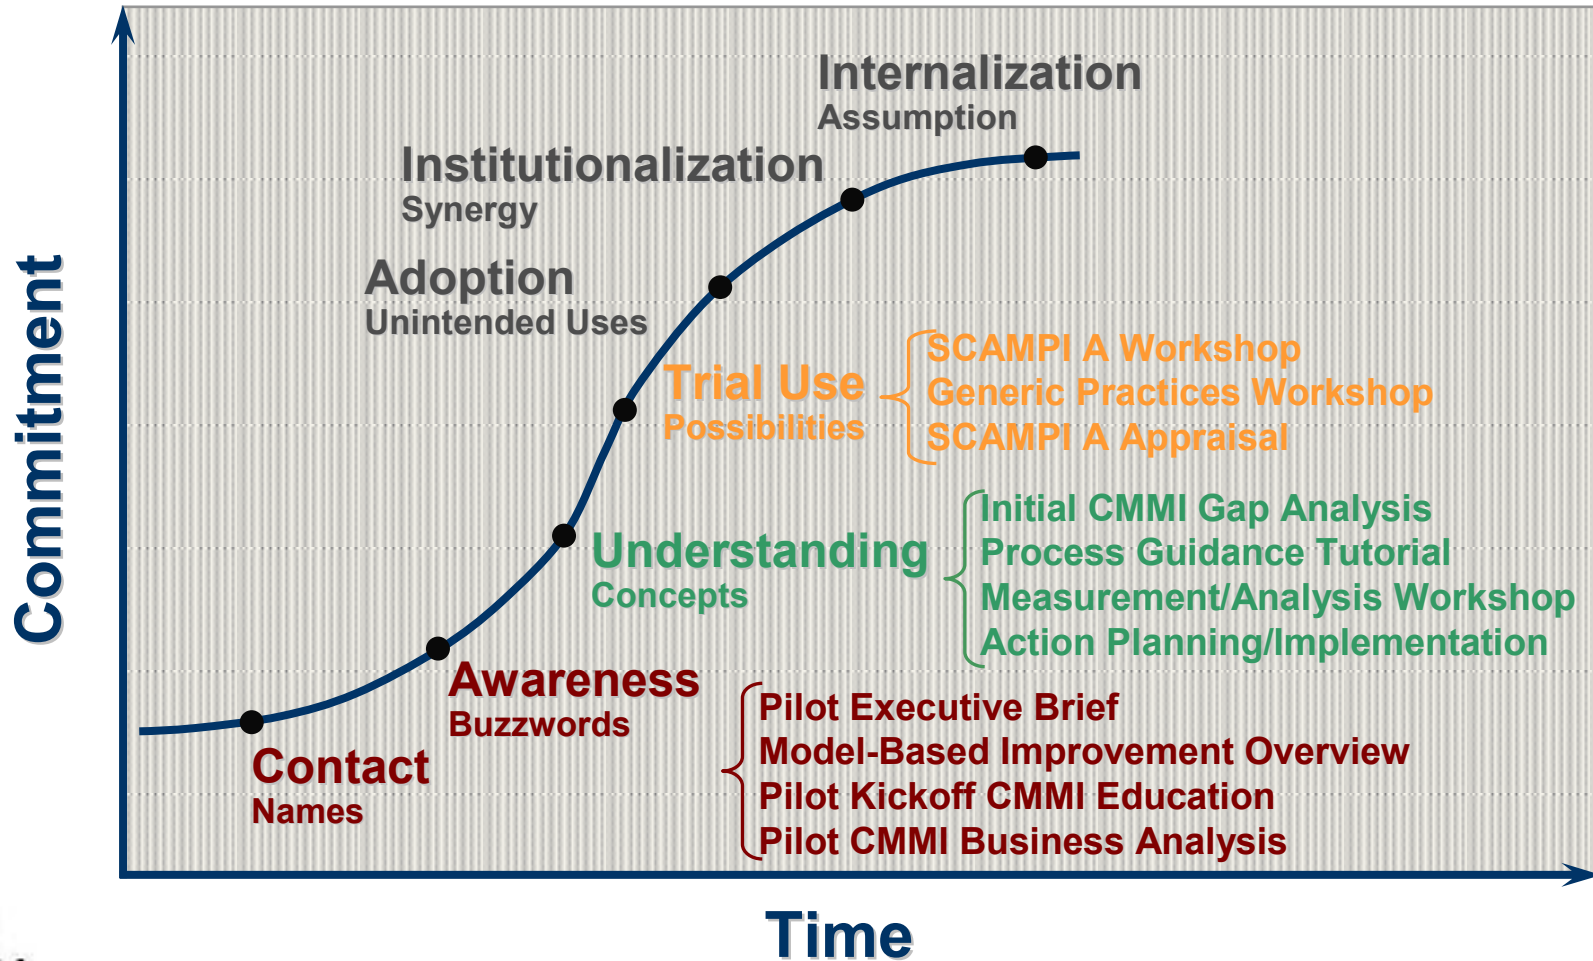 Internalization
Assumption
Institutionalization
Synergy
Adoption
Unintended Uses
Trial Use
Possibilities
SCAMPI A Workshop
Generic Practices Workshop
SCAMPI A Appraisal
Understanding
Concepts
Initial CMMI Gap Analysis
Process Guidance Tutorial
Measurement/Analysis Workshop
Action Planning/Implementation
Awareness
Buzzwords
Pilot Executive Brief
Model-Based Improvement Overview
Pilot Kickoff CMMI Education
Pilot CMMI Business Analysis
Contact
Names
Commitment
Time